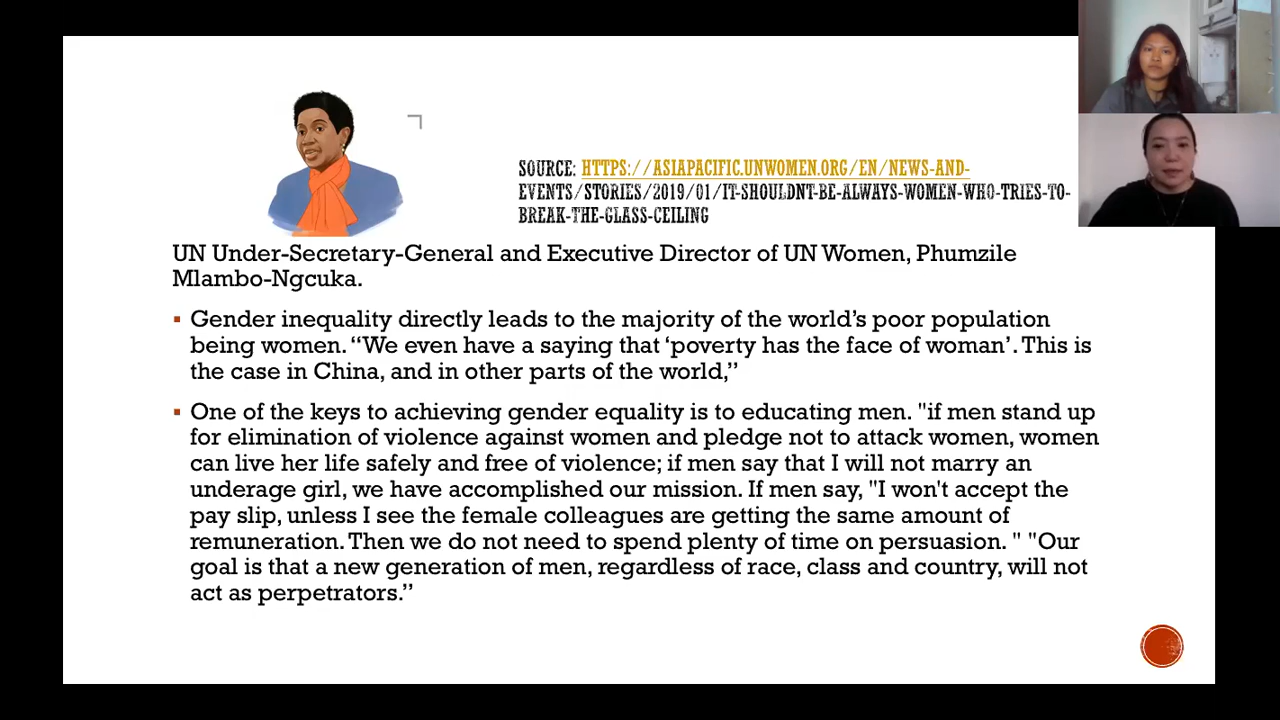 SOURCE: HTTPS://ASIAPACIFIC.UNWOMEN.ORG/EN/NEWS-AND-
EVENTS/STORIES/2019/01/IT-SHOULDNT-BE-ALWAYS-WOMEN-WHO-TRIES-TO-
BREAK-THE-GLASS-CEILING
UN Under-Secretary-General and Executive Director of UN Women, Phumzile
Mlambo-Ngcuka.
▪ Gender inequality directly leads to the majority of the world’s poor population
being women. “We even have a saying that ‘poverty has the face of woman’. This is
the case in China, and in other parts of the world,”
▪ One of the keys to achieving gender equality is to educating men. "if men stand up
for elimination of violence against women and pledge not to attack women, women
can live her life safely and free of violence; if men say that I will not marry an
underage girl, we have accomplished our mission. If men say, "I won't accept the
pay slip, unless I see the female colleagues are getting the same amount of
remuneration. Then we do not need to spend plenty of time on persuasion. " "Our
goal is that a new generation of men, regardless of race, class and country, will not
act as perpetrators.”